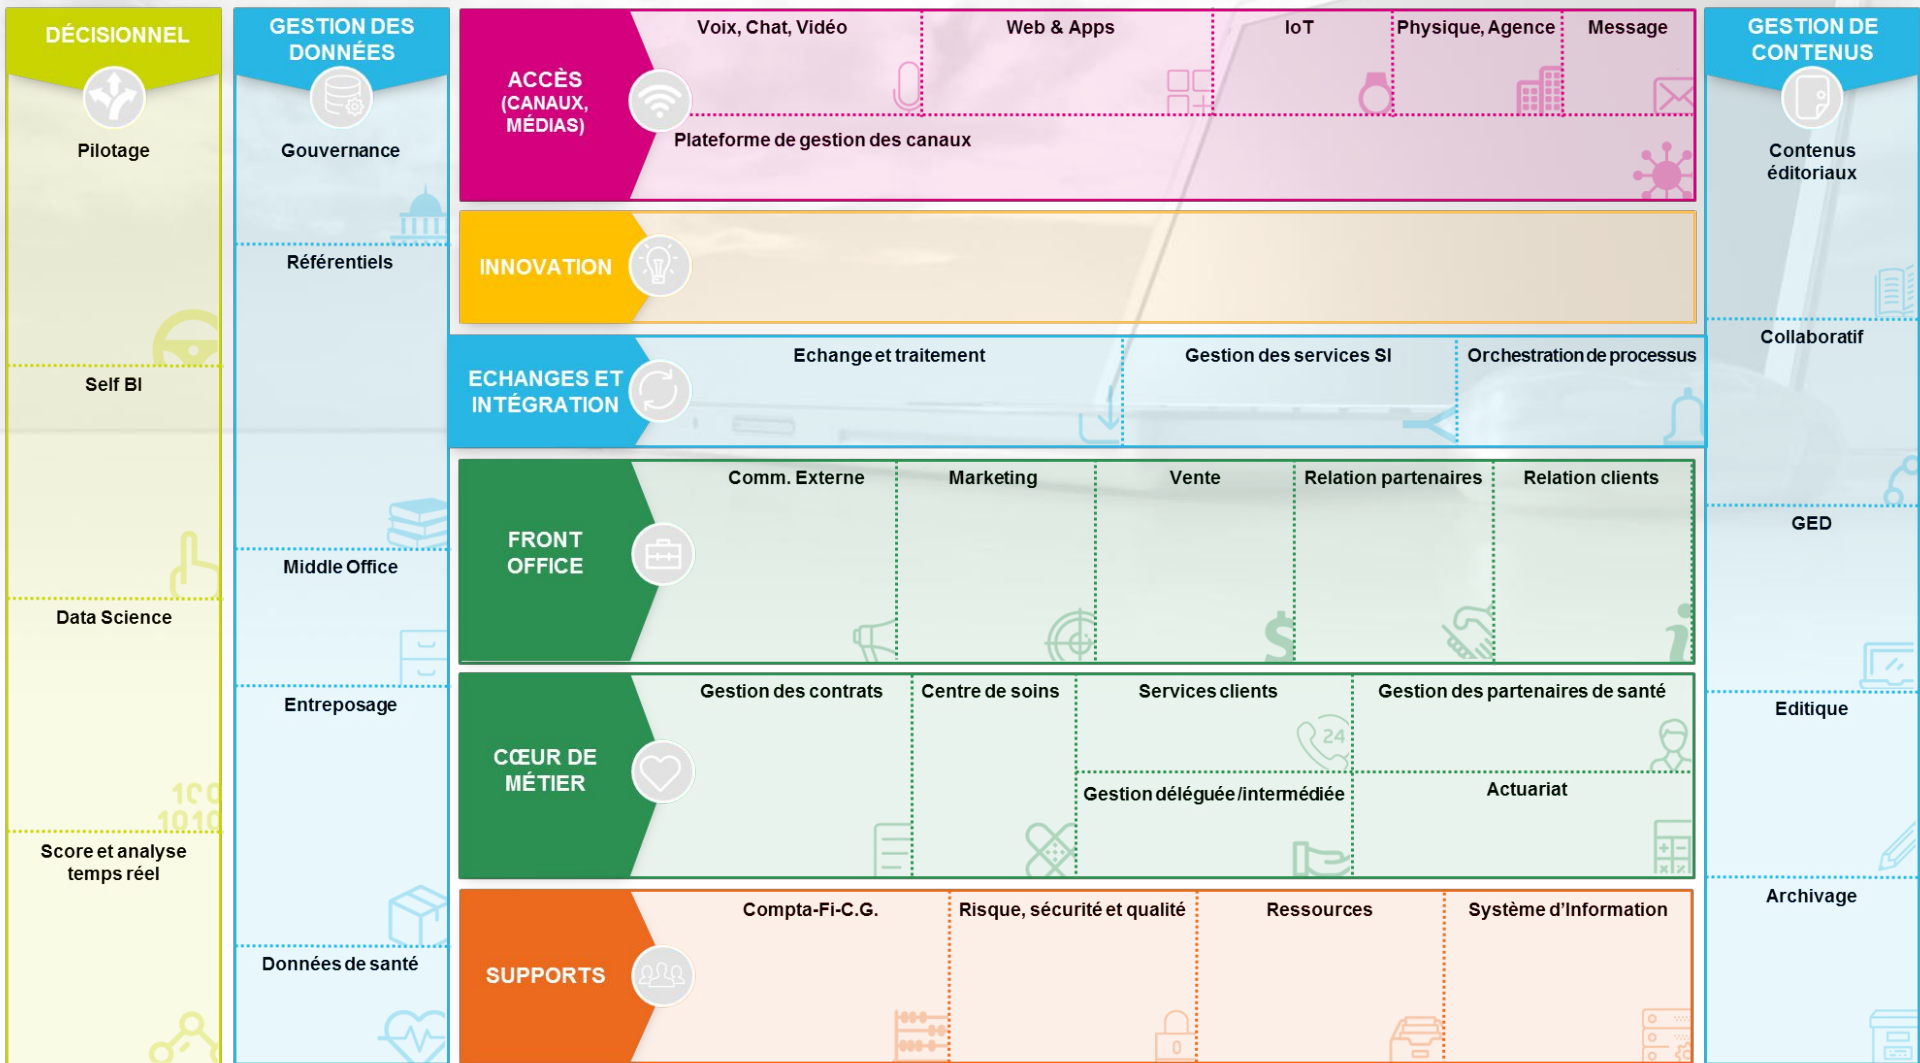 DÉCISIONNEL
Pilotage
Self BI
Data Science
100
1010
Score et analyse
temps réel
GESTION DES
DONNÉES
Gouvernance
Référentiels
Middle Office
Entreposage
Données de santé
ACCÈS
(CANAUX,
MÉDIAS)
Voix, Chat, Vidéo
Web & Apps
IoT
Physique, Agence
Message
Plateforme de gestion des canaux
INNOVATION
ECHANGES ET
INTÉGRATION
Echange et traitement
Gestion des services SI
Orchestration de processus
FRONT
OFFICE
Comm. Externe
Marketing
Vente
$
Relation partenaires
Relation clients
i
CŒUR DE
MÉTIER
Gestion des contrats
Centre de soins
Services clients
24
Gestion des partenaires de santé
Gestion déléguée/intermédiée
Actuariat
SUPPORTS
Compta-Fi-C.G.
Risque, sécurité et qualité
0
Ressources
Système d’Information
GESTION DE
CONTENUS
Contenus
éditoriaux
Collaboratif
GED
Editique
Archivage